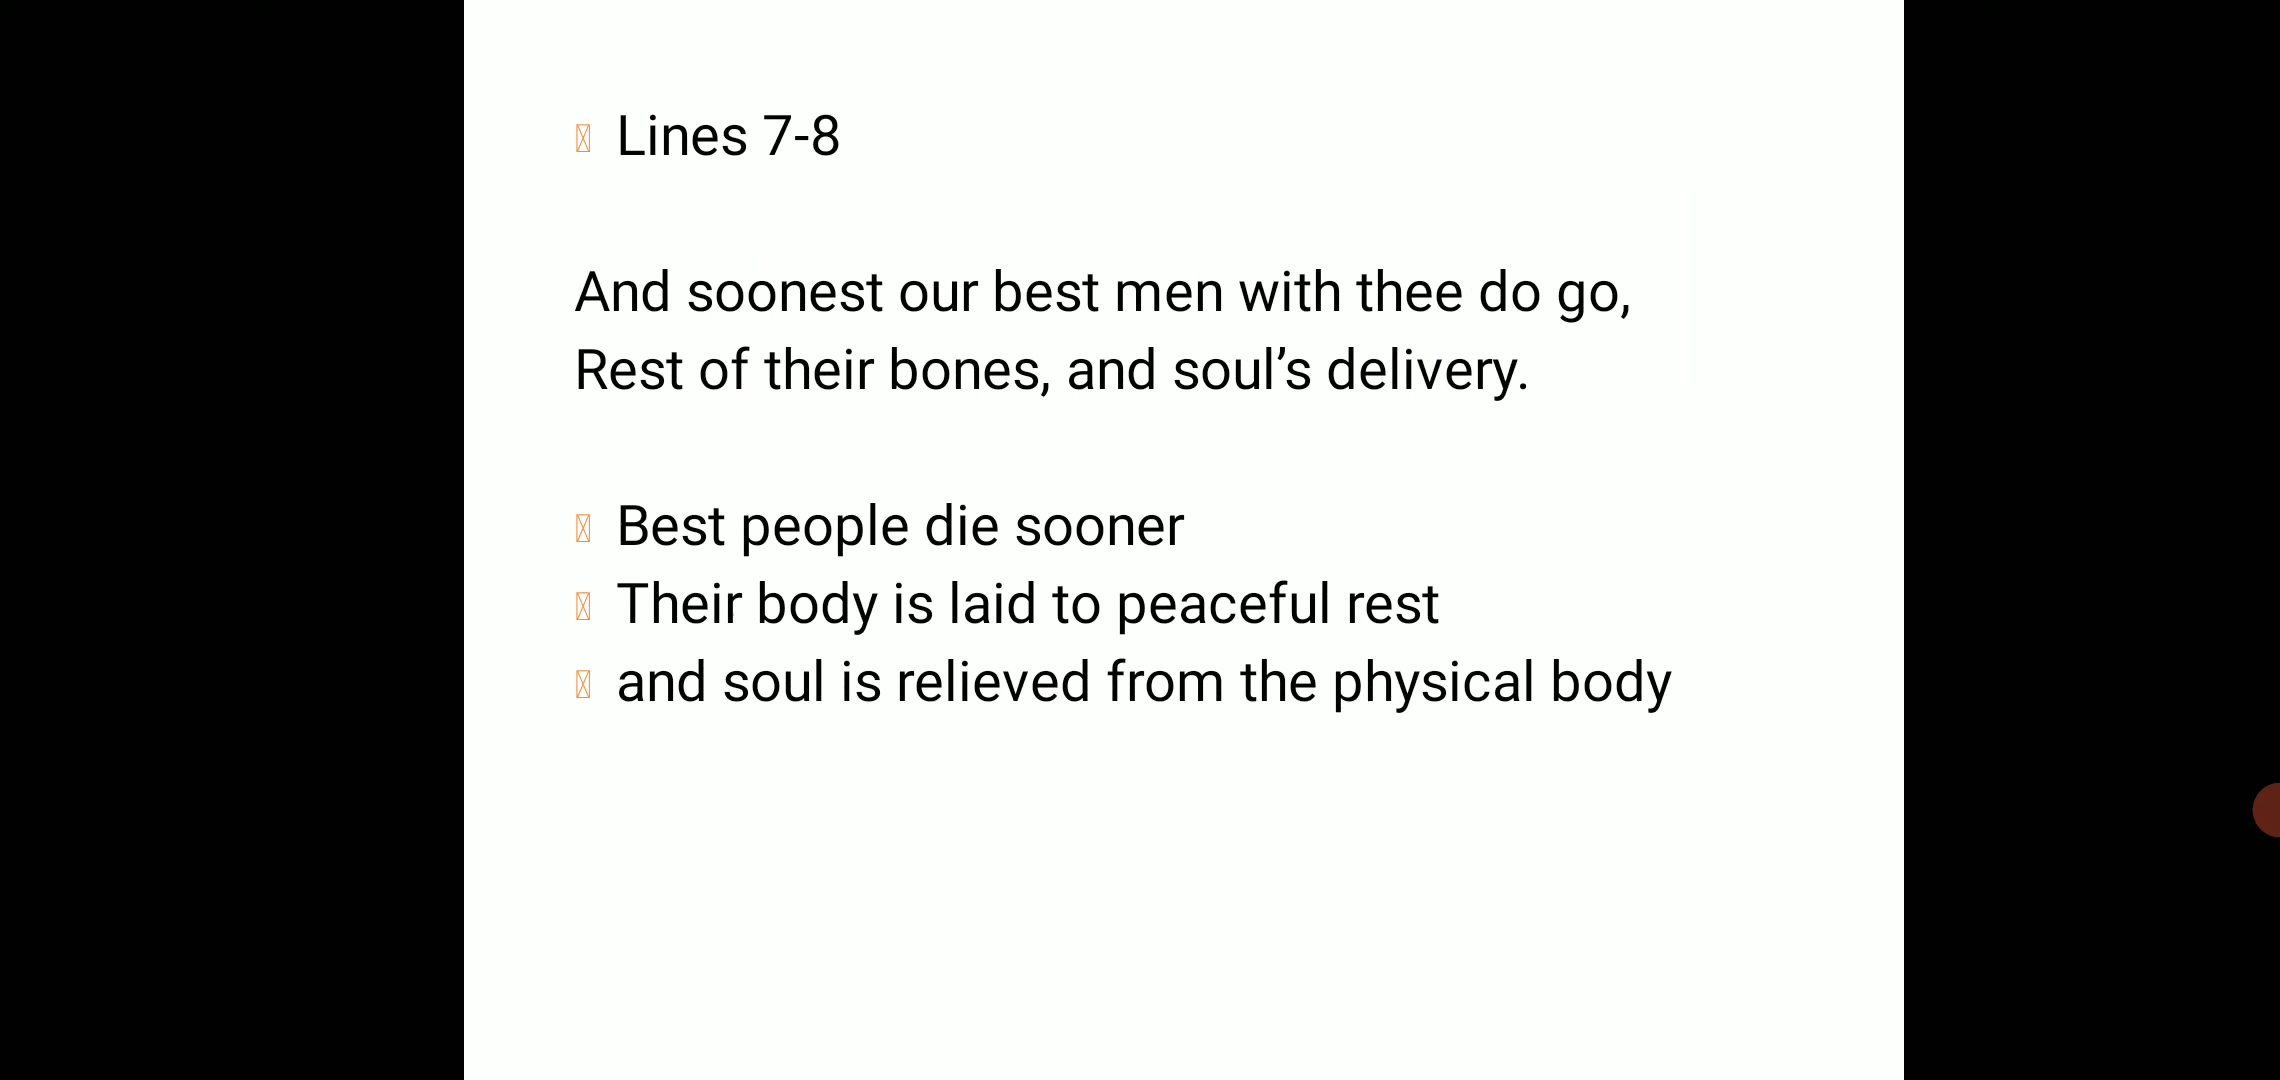 Lines 7-8
And soonest our best men with thee do go,
Rest of their bones, and soul’s delivery.
Best people die sooner
Their body is laid to peaceful rest
and soul is relieved from the physical body